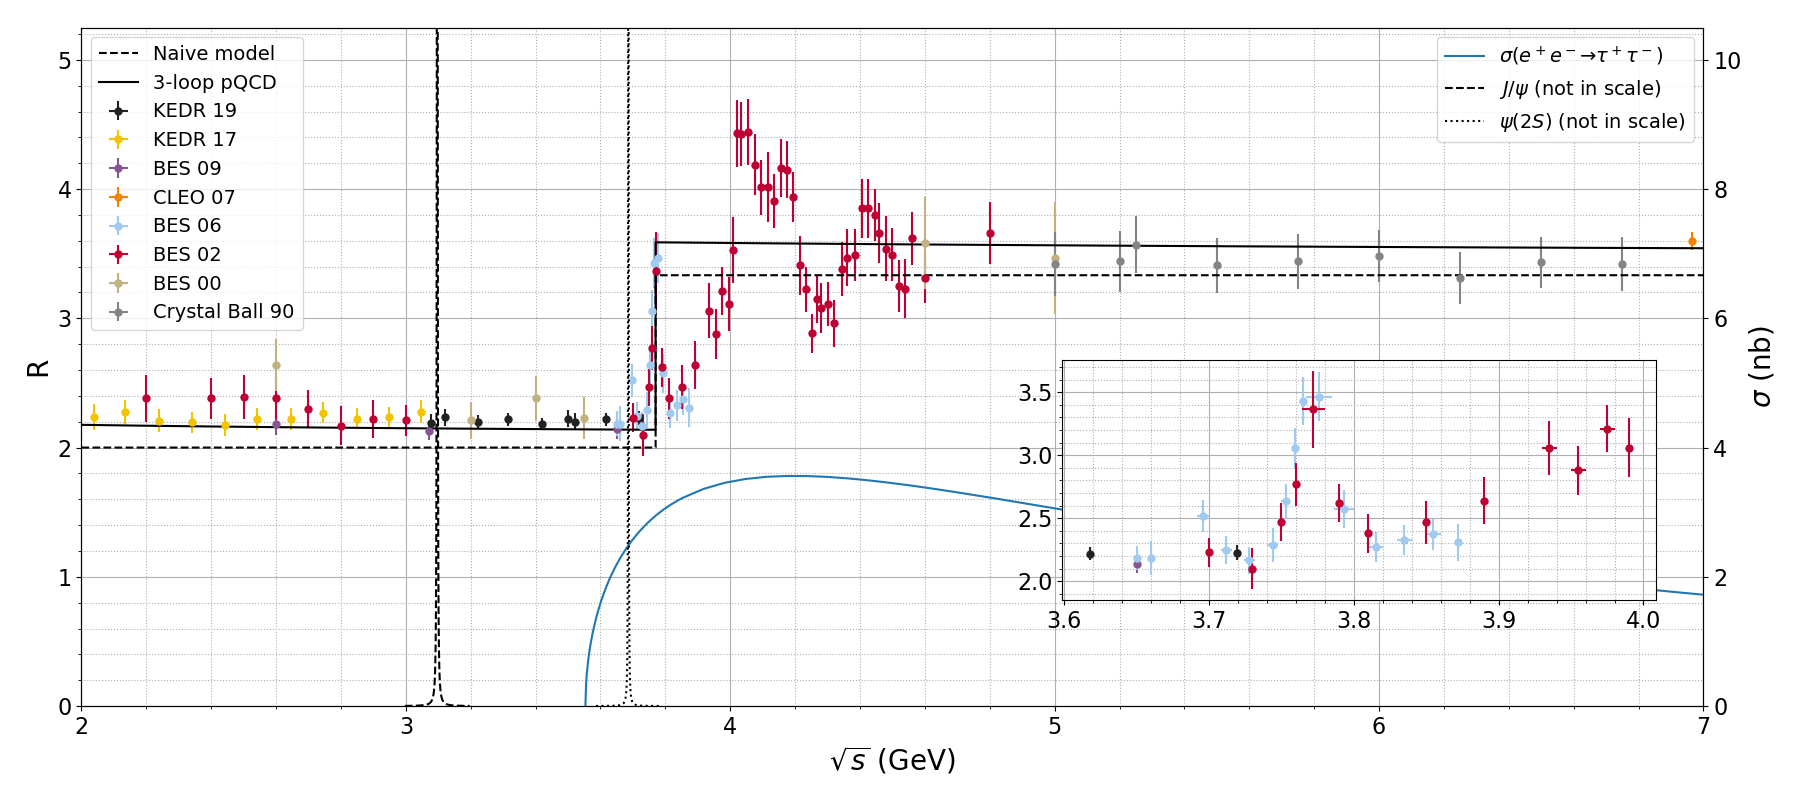 Naive model
3-loop pQCD
KEDR 19
KEDR 17
BES 09
CLEO 07
BES 06
BES 02
BES 00
Crystal Ball 90
σ(e⁺e⁻→τ⁺τ⁻)
J/ψ (not in scale)
ψ(2S) (not in scale)
R
5
4
3
2
1
0
σ (nb)
10
8
6
4
2
0
3.5
3.0
2.5
2.0
3.6 3.7 3.8 3.9 4.0
2 3 4 5 6 7
√s (GeV)